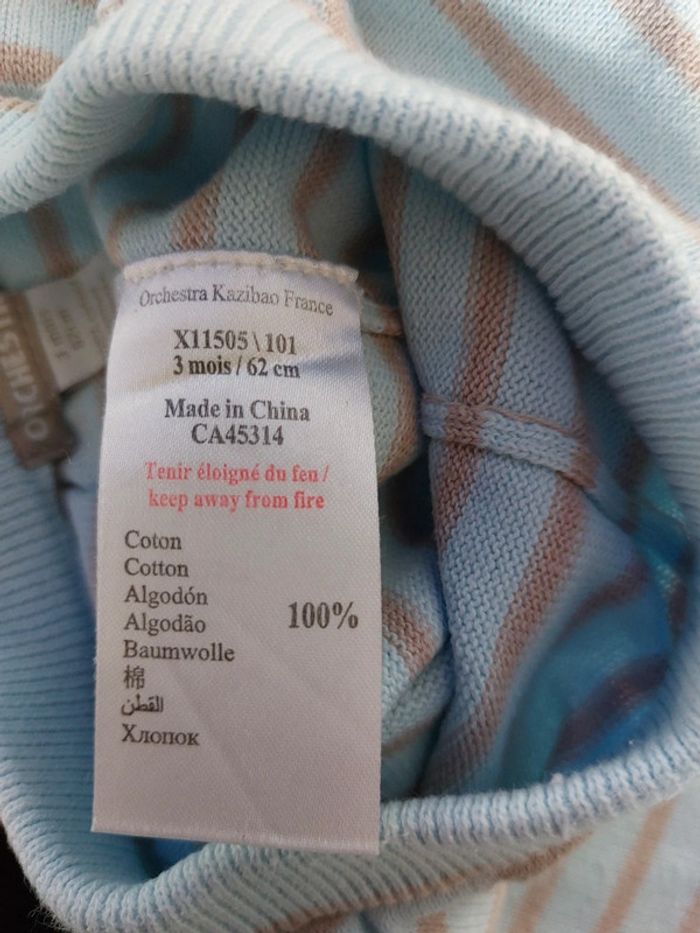 Orchestra Kazibao France
X11505\101
3 mois / 62 cm
Made in China
CA45314
Tenir éloigné du feu /
keep away from fire
Coton
Cotton
Algodón
Algodão
Baumwolle
棉
القطن
Хлопок
100%